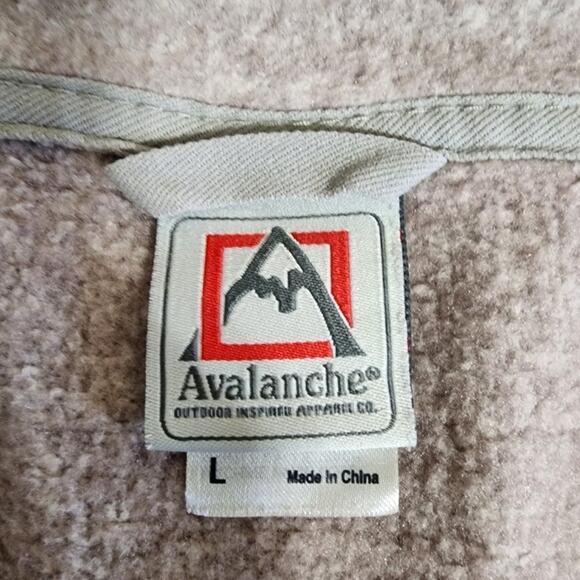 Avalanche®
OUTDOOR INSPIRED APPAREL CO.
L Made In China